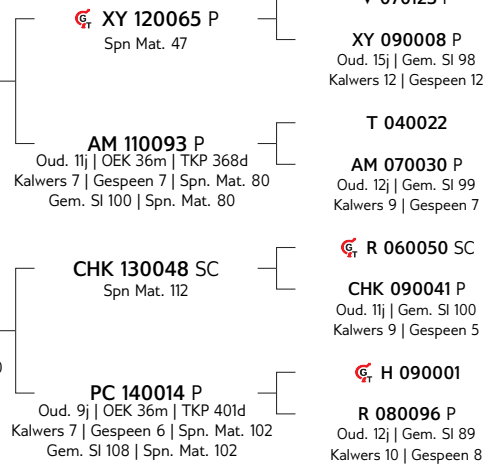 XY 120065 P
Spn Mat. 47
XY 090008 P
Oud. 15j | Gem. SI 98
Kalwers 12 | Gespeen 12
AM 110093 P
Oud. 11j | OEK 36m | TKP 368d
Kalwers 7 | Gespeen 7 | Spn. Mat. 80
Gem. SI 100 | Spn. Mat. 80
T 040022
AM 070030 P
Oud. 12j | Gem. SI 99
Kalwers 9 | Gespeen 7
CHK 130048 SC
Spn Mat. 112
GT R 060050 SC
CHK 090041 P
Oud. 11j | Gem. SI 100
Kalwers 9 | Gespeen 5
PC 140014 P
Oud. 9j | OEK 36m | TKP 401d
Kalwers 7 | Gespeen 6 | Spn. Mat. 102
Gem. SI 108 | Spn. Mat. 102
GT H 090001
R 080096 P
Oud. 12j | Gem. SI 89
Kalwers 10 | Gespeen 8